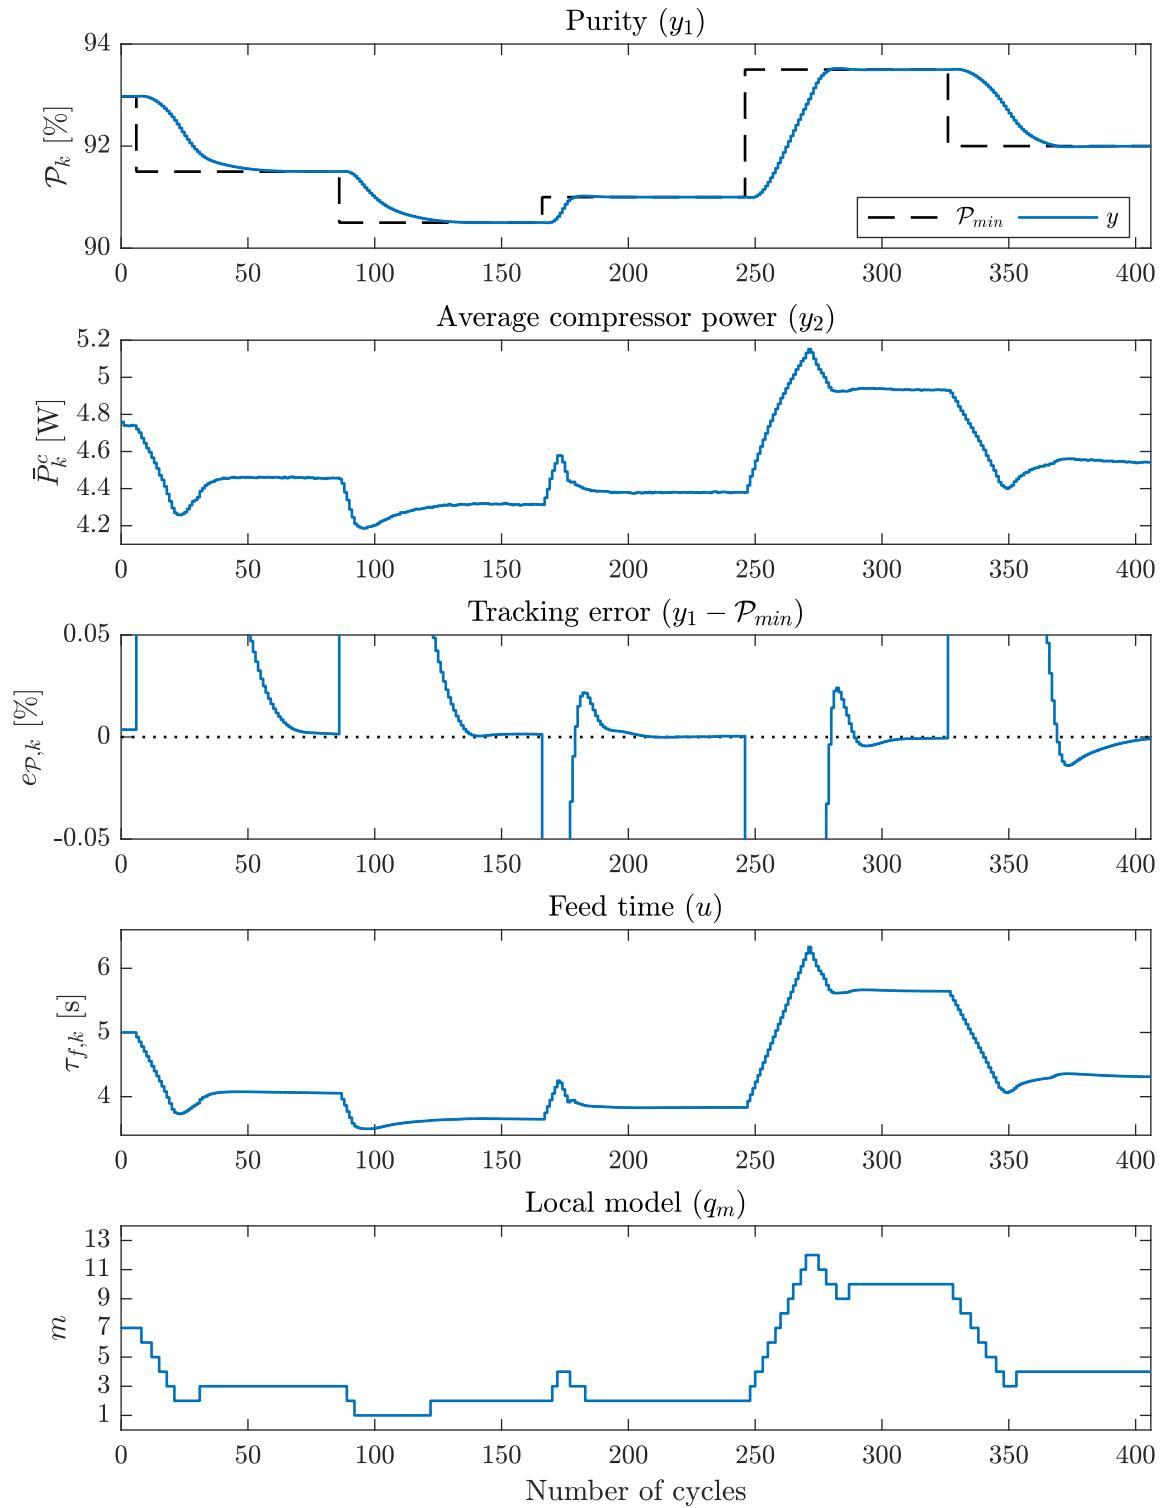 Purity (y₁)
94
92
90
𝒫ₖ [%]
𝒫ₘᵢₙ y
0 50 100 150 200 250 300 350 400
Average compressor power (y₂)
5.2
5
4.8
4.6
4.4
4.2
P̄ₖᶜ [W]
0 50 100 150 200 250 300 350 400
Tracking error (y₁ − 𝒫ₘᵢₙ)
0.05
0
-0.05
e𝒫,ₖ [%]
0 50 100 150 200 250 300 350 400
Feed time (u)
6
5
4
τf,k [s]
0 50 100 150 200 250 300 350 400
Local model (qₘ)
13
11
9
7
5
3
1
m
0 50 100 150 200 250 300 350 400
Number of cycles